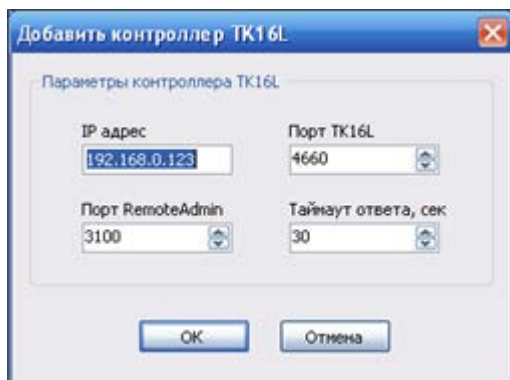 Добавить контроллер TK16L
Параметры контроллера TK16L
IP адрес
Порт TK16L
192.168.0.123
4660
Порт RemoteAdmin
Таймаут ответа, сек
3100
30
OK
Отмена